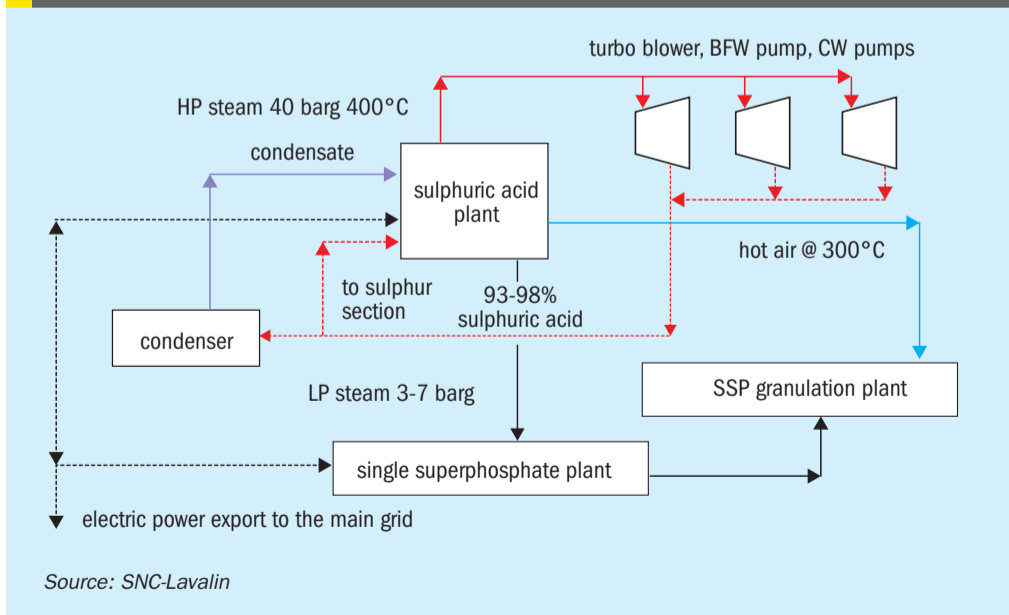 turbo blower, BFW pump, CW pumps
HP steam 40 barg 400°C
condensate
sulphuric acid
plant
hot air @ 300°C
to sulphur
section
93-98%
sulphuric acid
condenser
LP steam 3-7 barg
SSP granulation plant
single superphosphate plant
electric power export to the main grid
Source: SNC-Lavalin